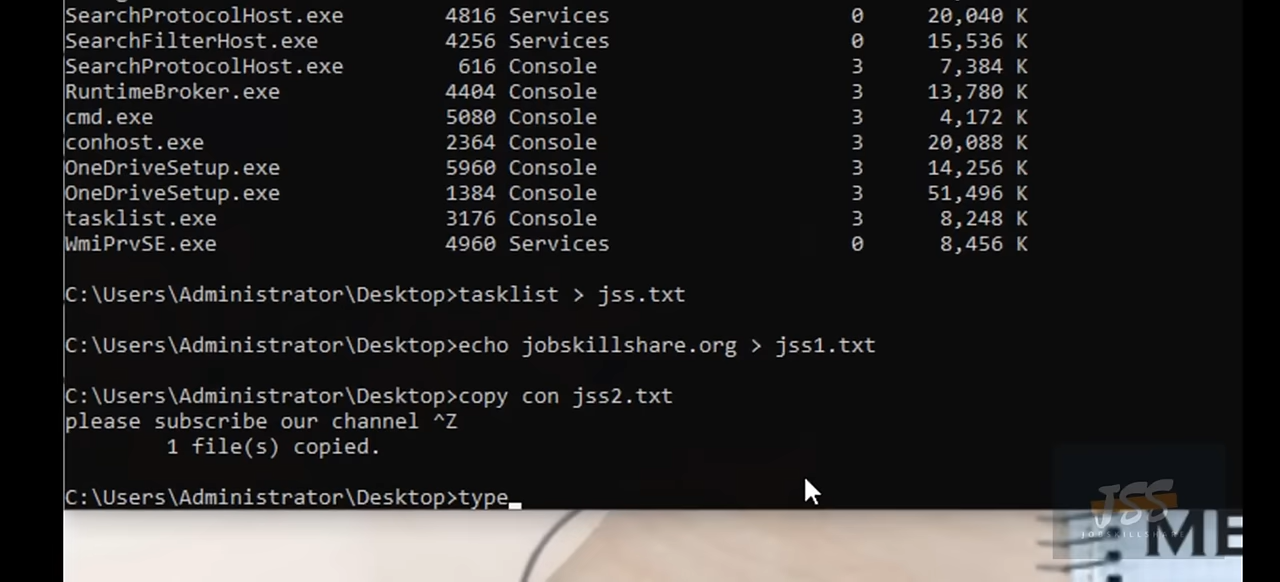 SearchProtocolHost.exe 4816 Services 0 20,040 K
SearchFilterHost.exe 4256 Services 0 15,536 K
SearchProtocolHost.exe 616 Console 3 7,384 K
RuntimeBroker.exe 4404 Console 3 13,780 K
cmd.exe 5080 Console 3 4,172 K
conhost.exe 2364 Console 3 20,088 K
OneDriveSetup.exe 5960 Console 3 14,256 K
OneDriveSetup.exe 1384 Console 3 51,496 K
tasklist.exe 3176 Console 3 8,248 K
WmiPrvSE.exe 4960 Services 0 8,456 K
C:\Users\Administrator\Desktop>tasklist > jss.txt
C:\Users\Administrator\Desktop>echo jobskillshare.org > jss1.txt
C:\Users\Administrator\Desktop>copy con jss2.txt
please subscribe our channel ^Z
1 file(s) copied.
C:\Users\Administrator\Desktop>type
JSS
JOBSKILLSHARE
ME